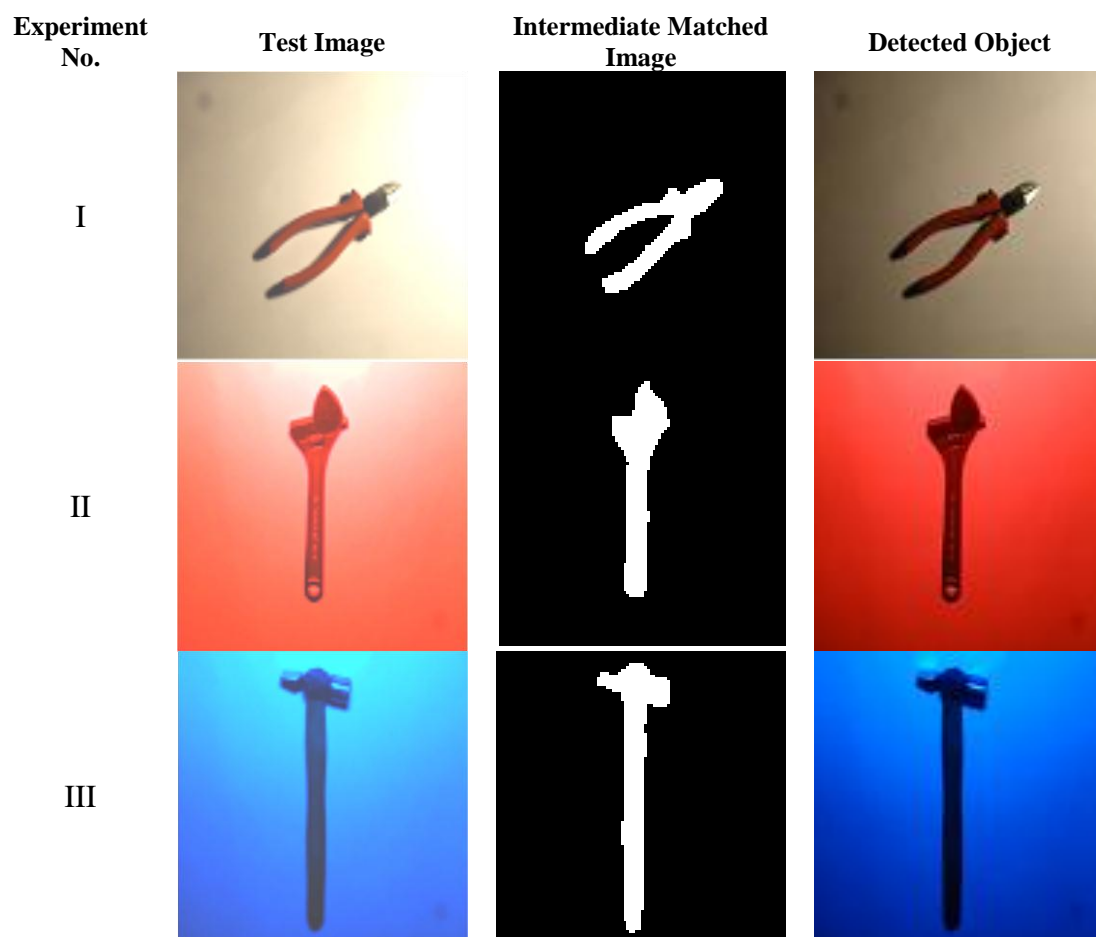 Experiment No.
Test Image
Intermediate Matched Image
Detected Object
I
II
III